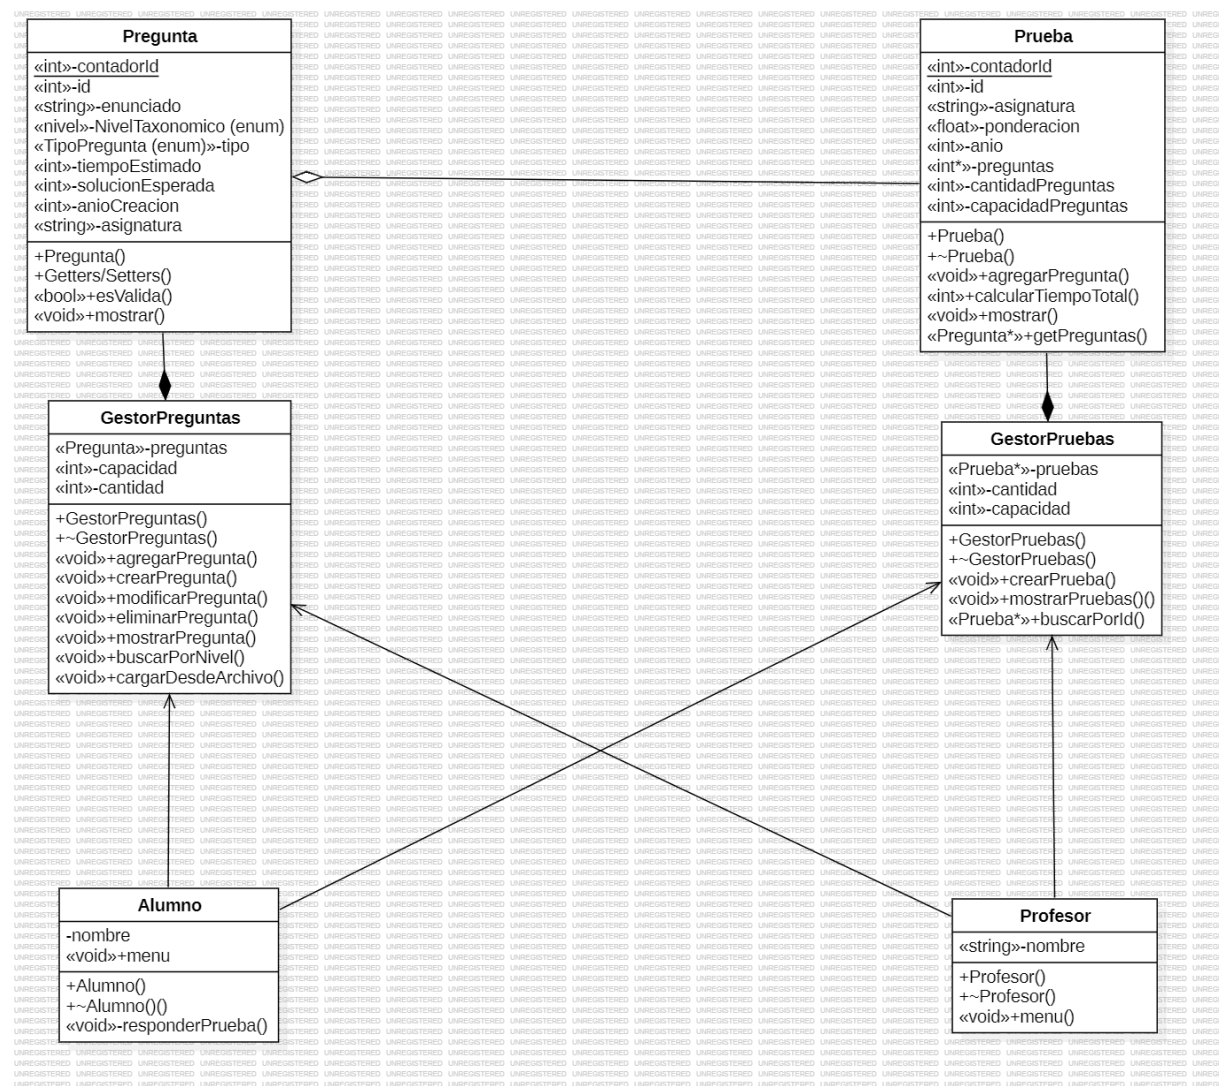 Pregunta
«int»-contadorId
«int»-id
«string»-enunciado
«nivel»-NivelTaxonomico (enum)
«TipoPregunta (enum)»-tipo
«int»-tiempoEstimado
«int»-solucionEsperada
«int»-anioCreacion
«string»-asignatura
+Pregunta()
+Getters/Setters()
«bool»+esValida()
«void»+mostrar()
Prueba
«int»-contadorId
«int»-id
«string»-asignatura
«float»-ponderacion
«int»-anio
«int*»-preguntas
«int»-cantidadPreguntas
«int»-capacidadPreguntas
+Prueba()
+~Prueba()
«void»+agregarPregunta()
«int»+calcularTiempoTotal()
«void»+mostrar()
«Pregunta*»+getPreguntas()
GestorPreguntas
«Pregunta»-preguntas
«int»-capacidad
«int»-cantidad
+GestorPreguntas()
+~GestorPreguntas()
«void»+agregarPregunta()
«void»+crearPregunta()
«void»+modificarPregunta()
«void»+eliminarPregunta()
«void»+mostrarPregunta()
«void»+buscarPorNivel()
«void»+cargarDesdeArchivo()
GestorPruebas
«Prueba*»-pruebas
«int»-cantidad
«int»-capacidad
+GestorPruebas()
+~GestorPruebas()
«void»+crearPrueba()
«void»+mostrarPruebas()()
«Prueba*»+buscarPorId()
Alumno
-nombre
«void»+menu
+Alumno()
+~Alumno()()
«void»-responderPrueba()
Profesor
«string»-nombre
+Profesor()
+~Profesor()
«void»+menu()
UNREGISTERED